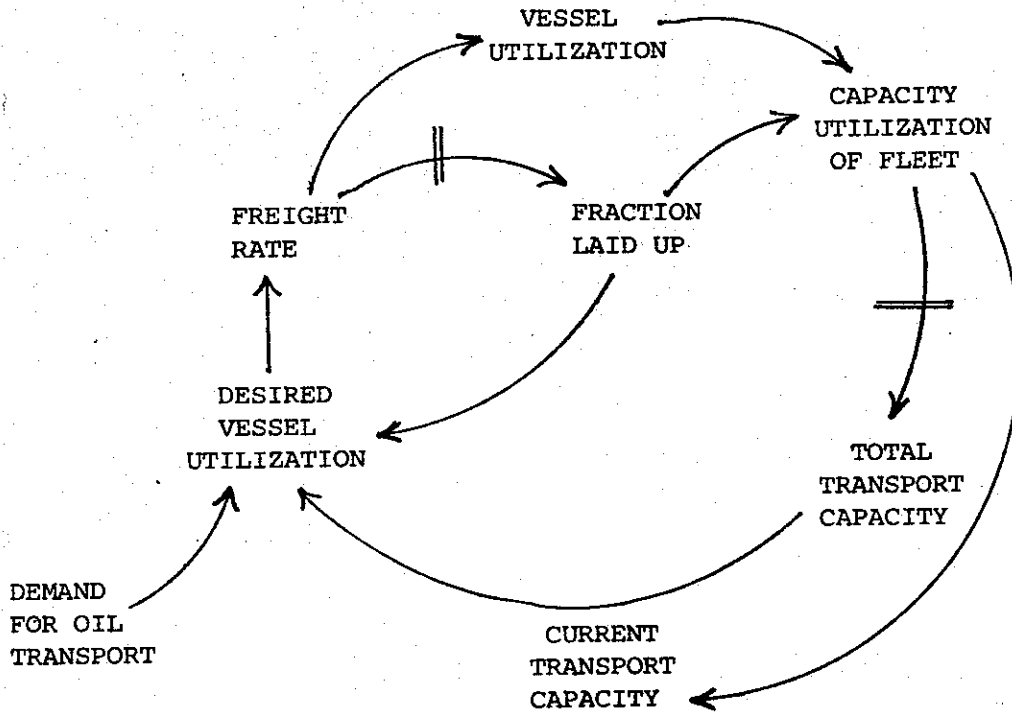 VESSEL
UTILIZATION
CAPACITY
UTILIZATION
OF FLEET
FREIGHT
RATE
FRACTION
LAID UP
DESIRED
VESSEL
UTILIZATION
TOTAL
TRANSPORT
CAPACITY
DEMAND
FOR OIL
TRANSPORT
CURRENT
TRANSPORT
CAPACITY